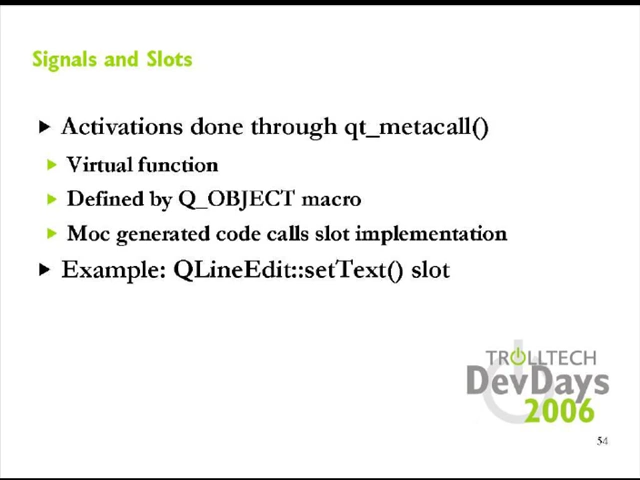 Signals and Slots
Activations done through qt_metacall()
Virtual function
Defined by Q_OBJECT macro
Moc generated code calls slot implementation
Example: QLineEdit::setText() slot
TROLLTECH
DevDays
2006
54